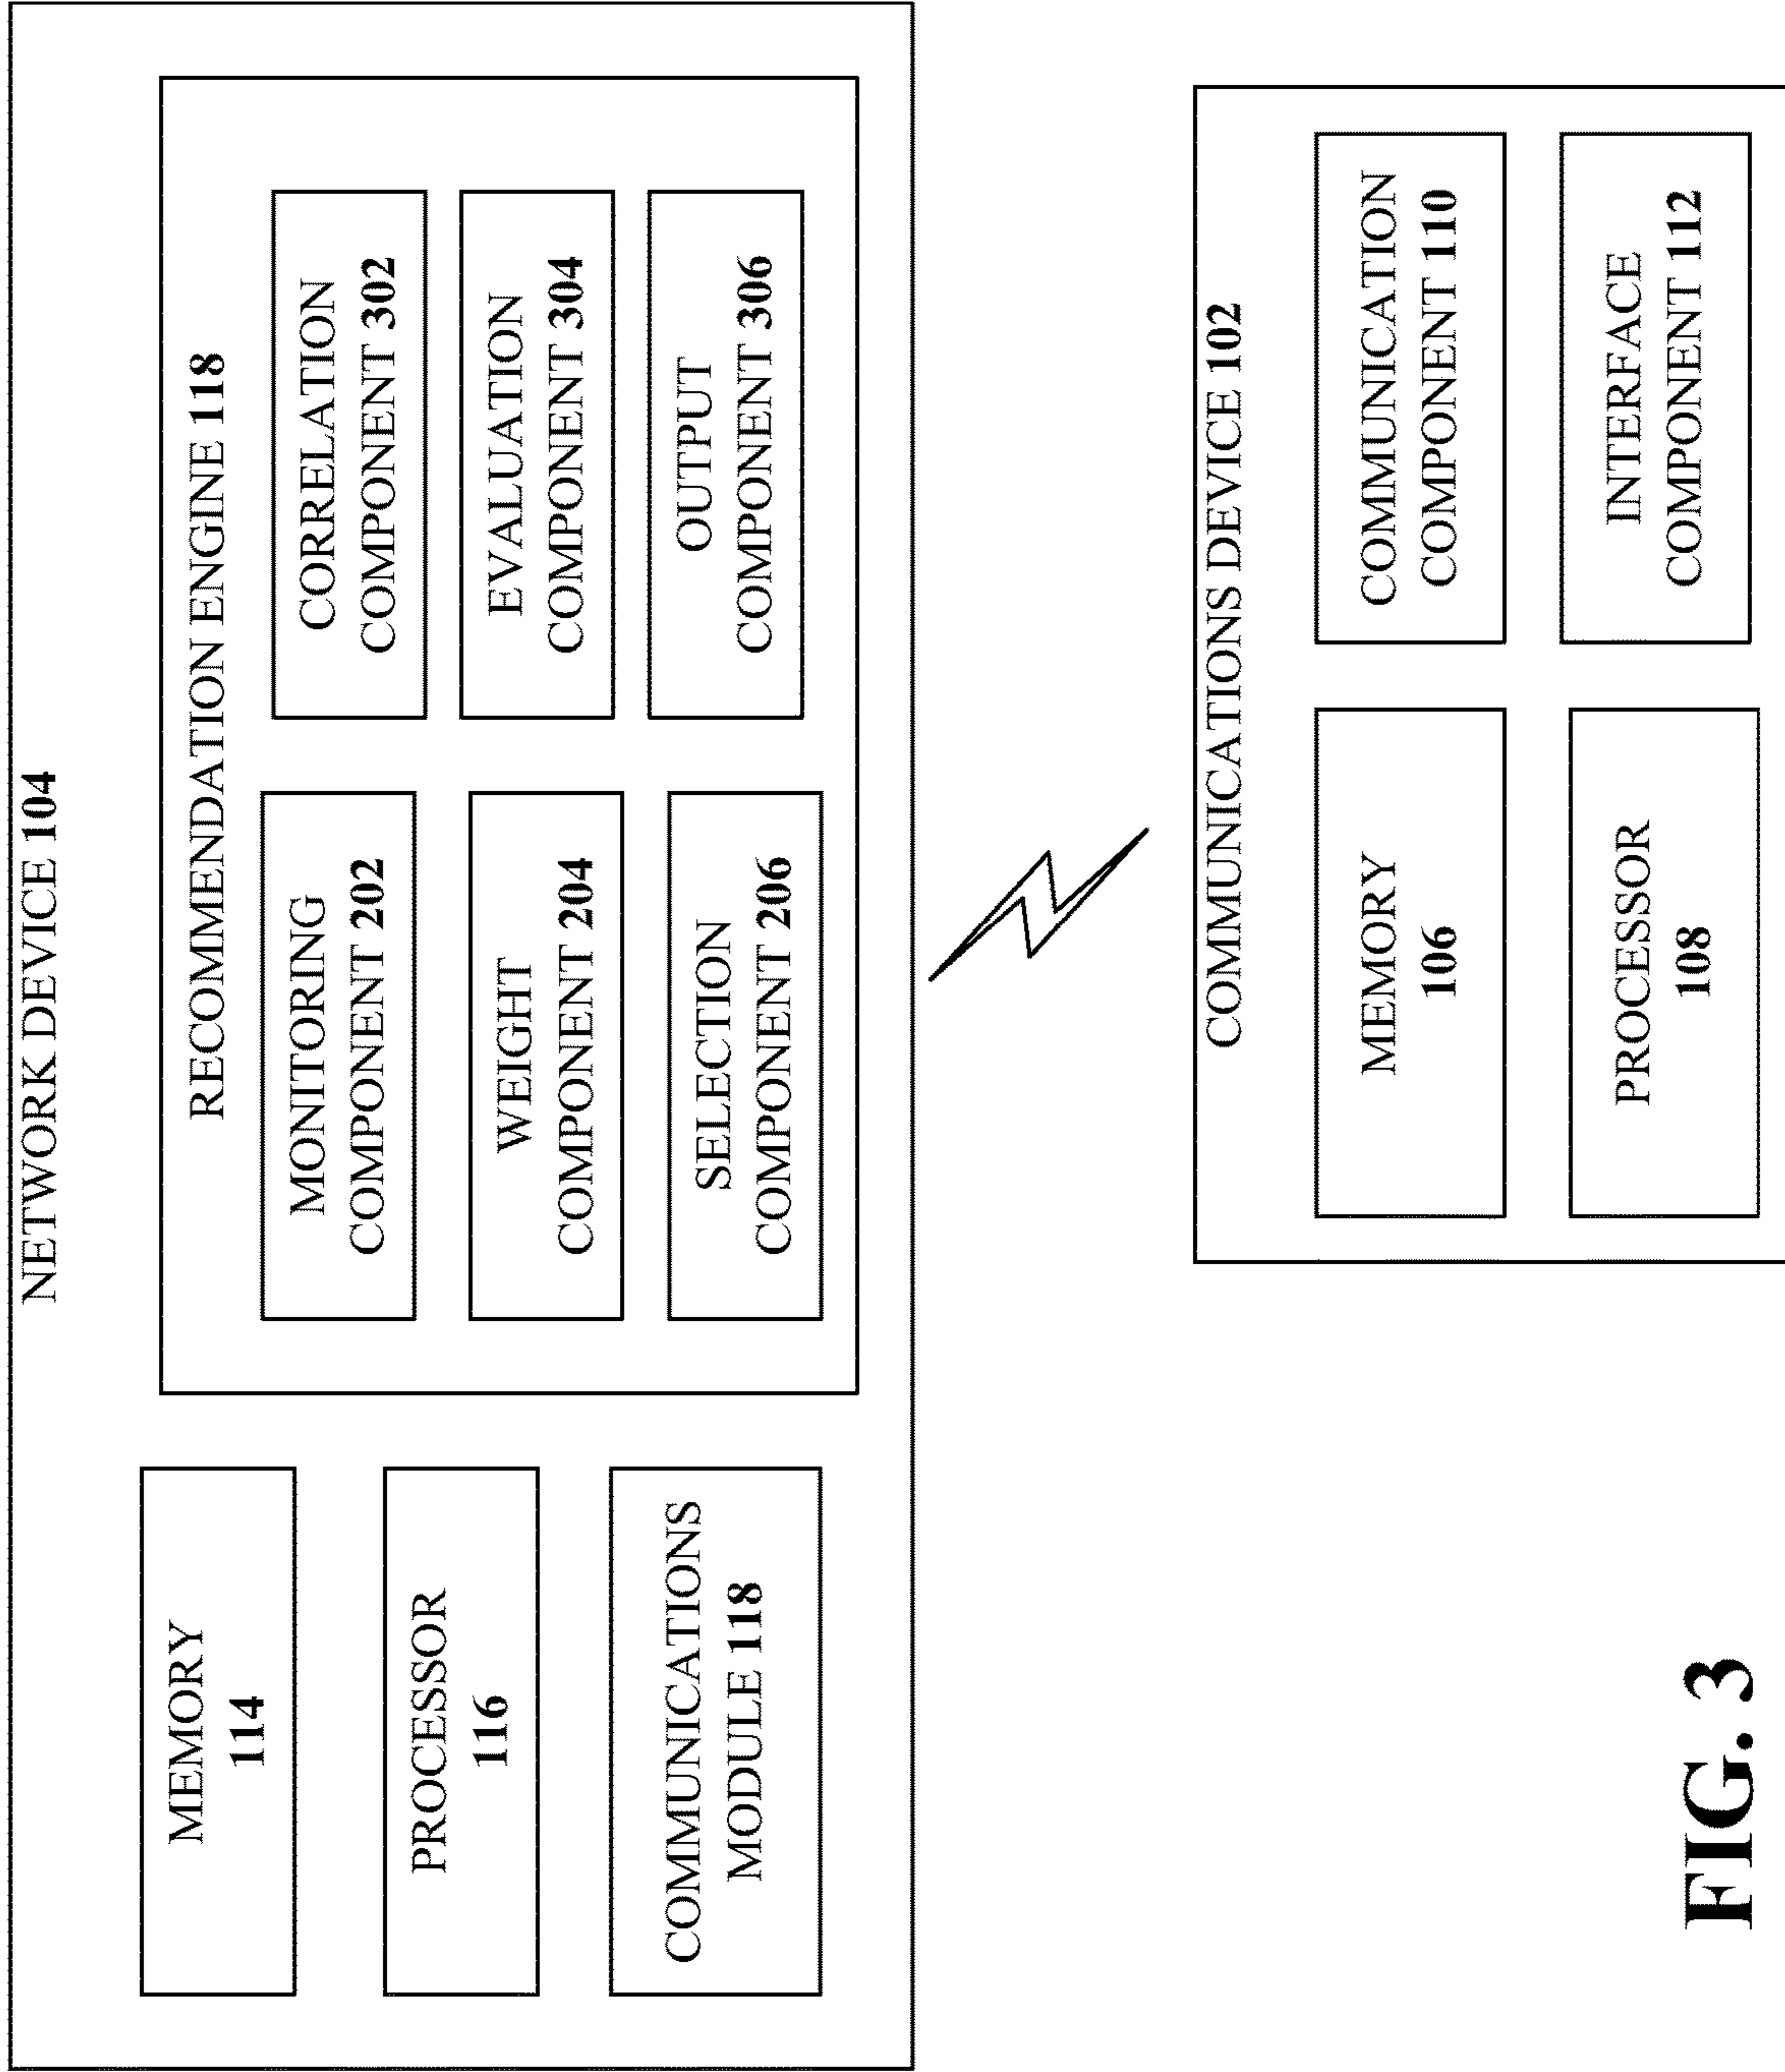 NETWORK DEVICE 104
MEMORY
114
PROCESSOR
116
COMMUNICATIONS
MODULE 118
RECOMMENDATION ENGINE 118
MONITORING
COMPONENT 202
WEIGHT
COMPONENT 204
SELECTION
COMPONENT 206
CORRELATION
COMPONENT 302
EVALUATION
COMPONENT 304
OUTPUT
COMPONENT 306
COMMUNICATIONS DEVICE 102
MEMORY
106
COMMUNICATION
COMPONENT 110
PROCESSOR
108
INTERFACE
COMPONENT 112
FIG. 3